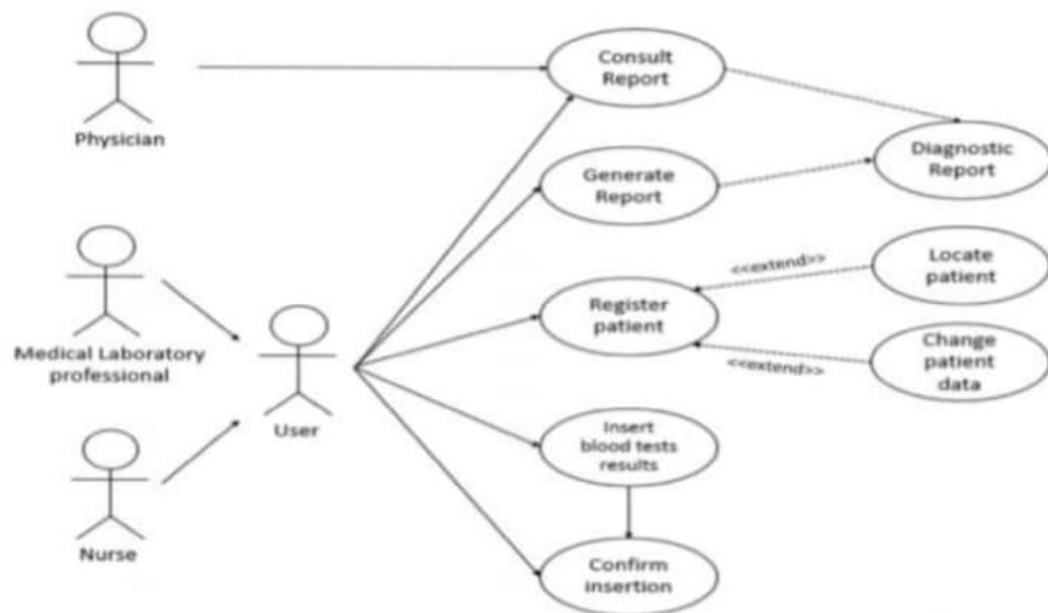 Consult
Report
Physician
Diagnostic
Report
Generate
Report
<<extend>>
Locate
patient
Register
patient
Medical Laboratory
professional
<<extend>>
Change
patient
data
User
Insert
blood tests
results
Nurse
Confirm
insertion